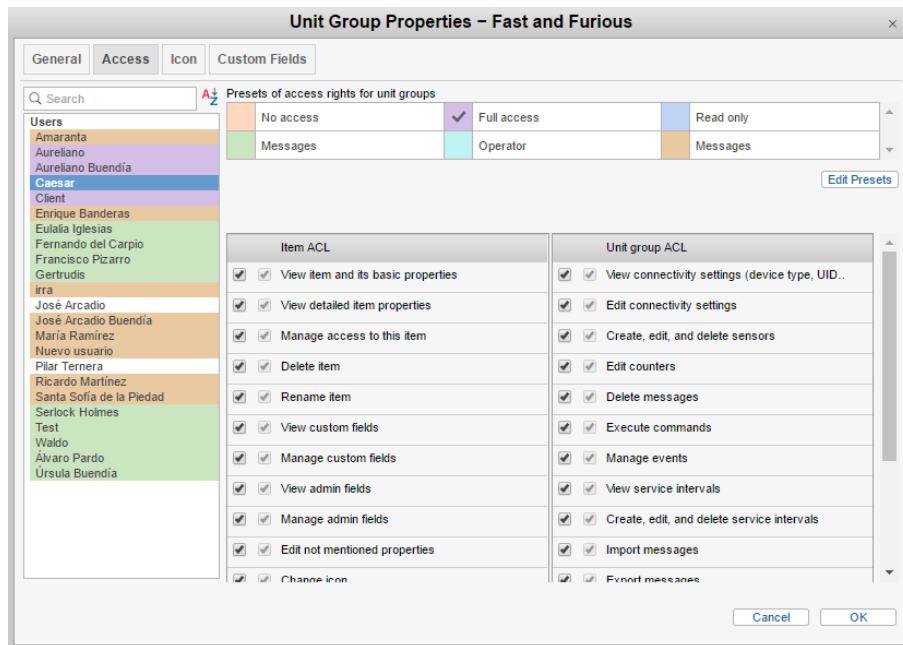 Unit Group Properties – Fast and Furious
General Access Icon Custom Fields
Search
Users
Amaranta
Aureliano
Aureliano Buendía
Caesar
Client
Enrique Banderas
Eulalia Iglesias
Fernando del Carpio
Francisco Pizarro
Gertrudis
irra
José Arcadio
José Arcadio Buendía
María Ramírez
Nuevo usuario
Pilar Ternera
Ricardo Martínez
Santa Sofía de la Piedad
Serlock Holmes
Test
Waldo
Álvaro Pardo
Úrsula Buendía
AZ
Presets of access rights for unit groups
No access Full access Read only
Messages Operator Messages
Edit Presets
Item ACL
View item and its basic properties
View detailed item properties
Manage access to this item
Delete item
Rename item
View custom fields
Manage custom fields
View admin fields
Manage admin fields
Edit not mentioned properties
Change icon
Unit group ACL
View connectivity settings (device type, UID..
Edit connectivity settings
Create, edit, and delete sensors
Edit counters
Delete messages
Execute commands
Manage events
View service intervals
Create, edit, and delete service intervals
Import messages
Export messages
Cancel OK